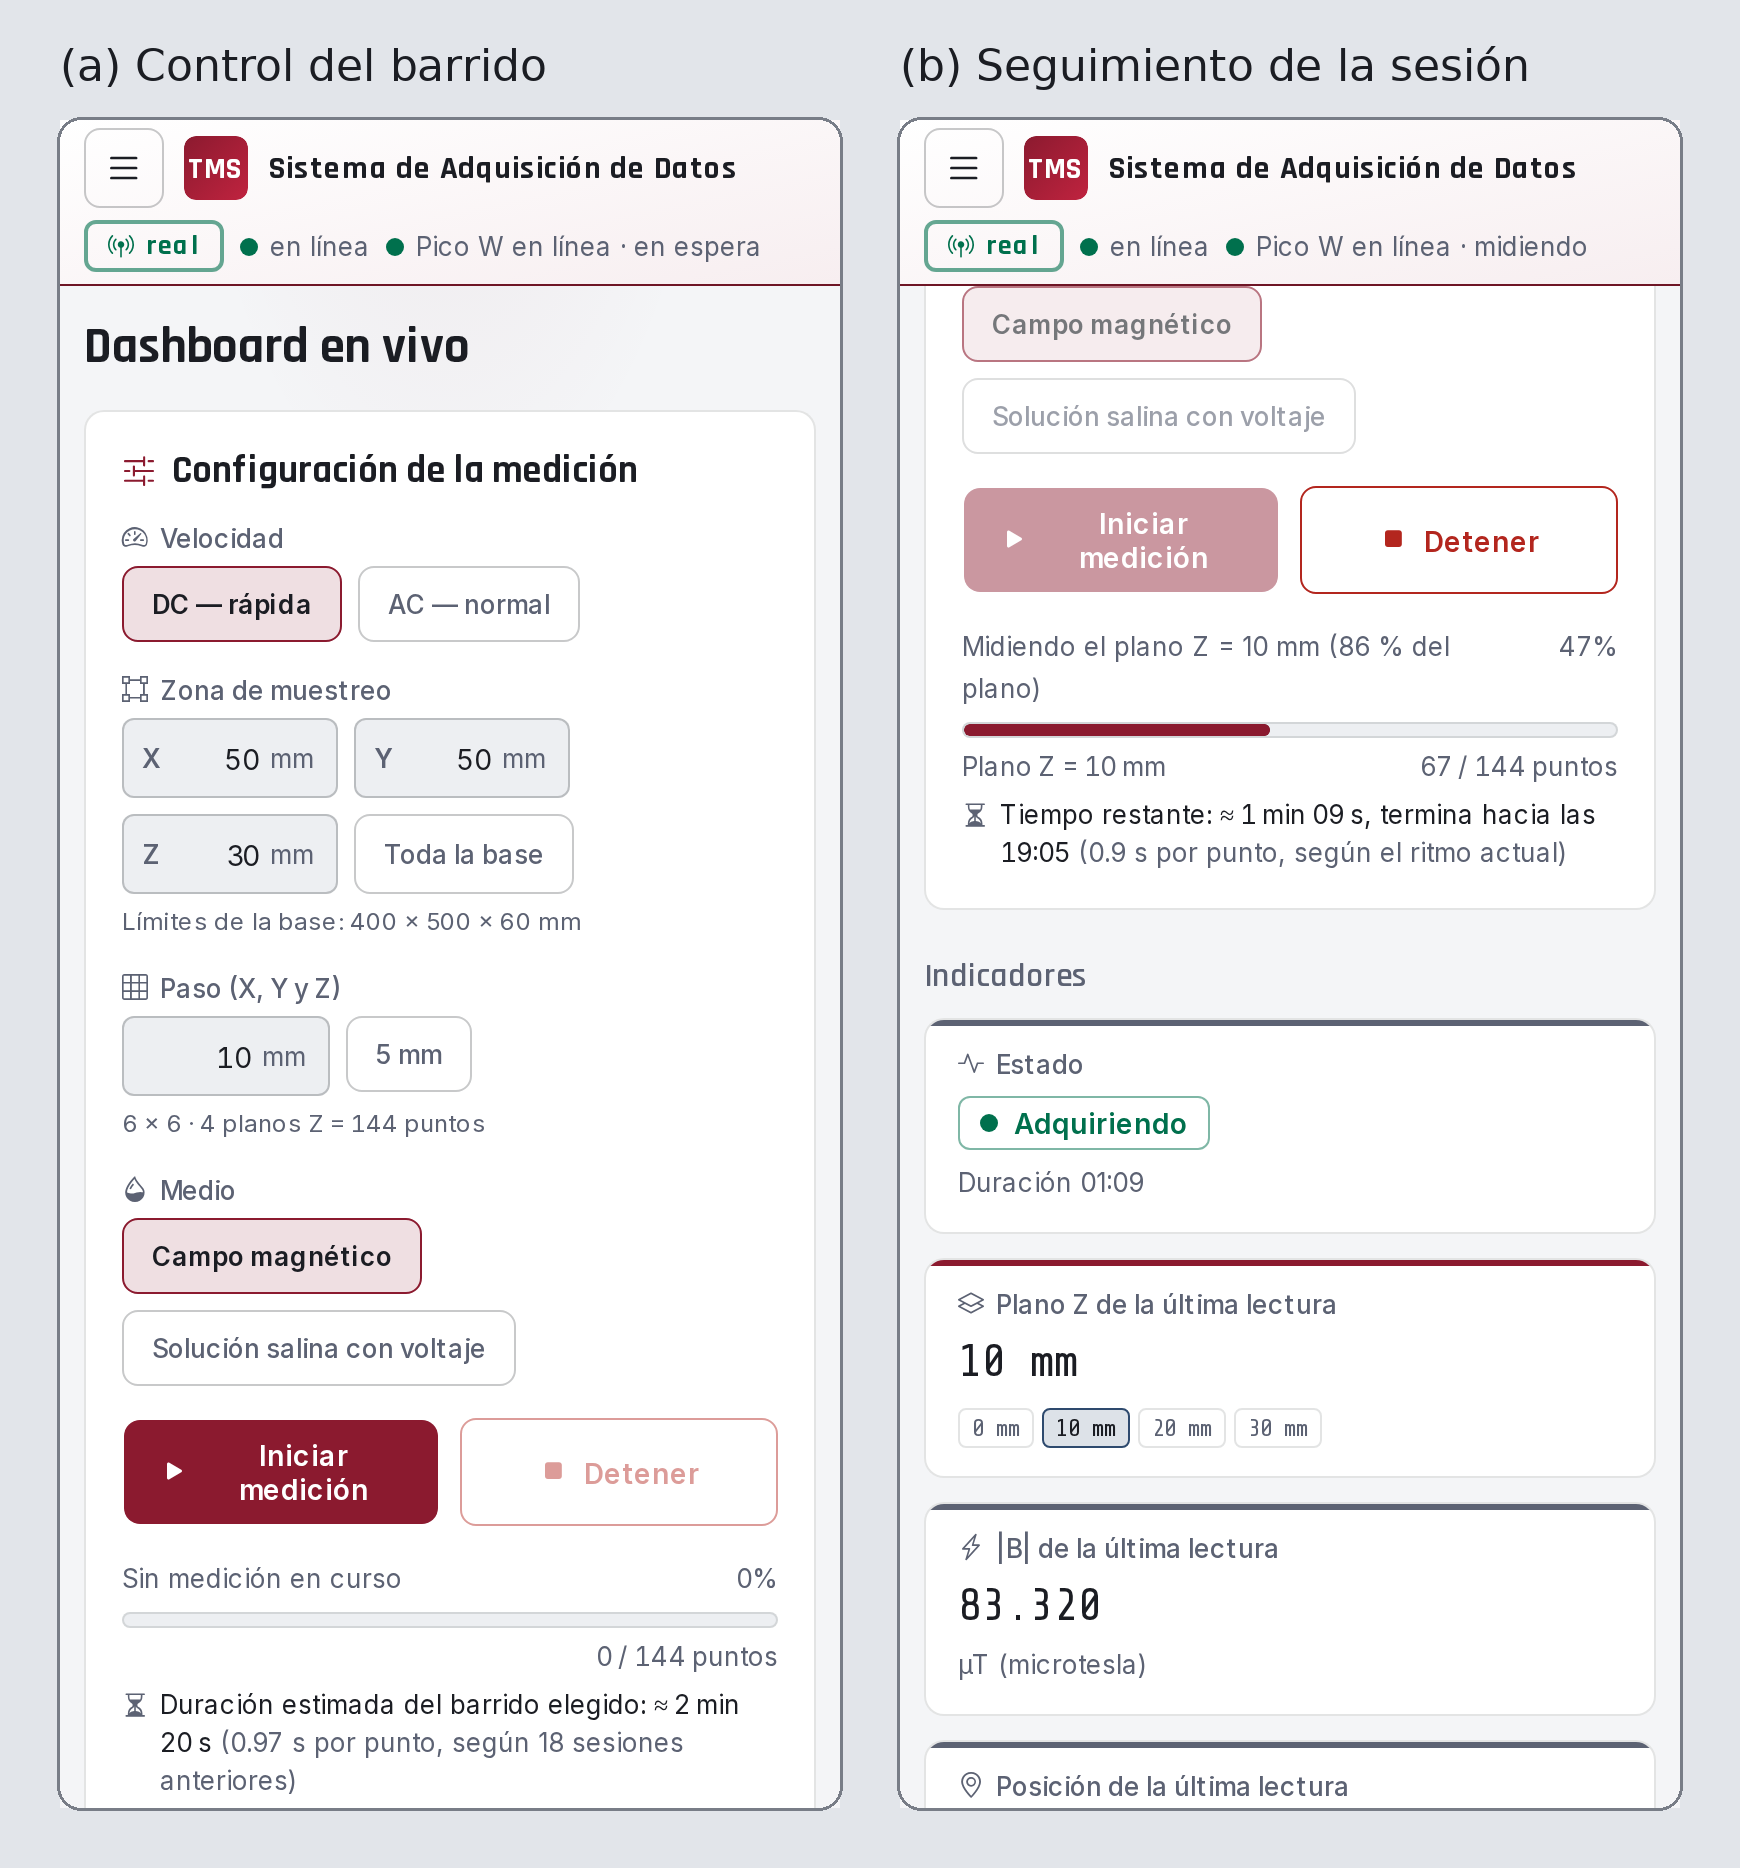 (a) Control del barrido
TMS Sistema de Adquisición de Datos
real en línea Pico W en línea · en espera
Dashboard en vivo
Configuración de la medición
Velocidad
DC — rápida AC — normal
Zona de muestreo
X 50 mm Y 50 mm
Z 30 mm Toda la base
Límites de la base: 400 × 500 × 60 mm
Paso (X, Y y Z)
10 mm 5 mm
6 × 6 · 4 planos Z = 144 puntos
Medio
Campo magnético
Solución salina con voltaje
Iniciar
medición
Detener
Sin medición en curso 0%
0 / 144 puntos
Duración estimada del barrido elegido: ≈ 2 min
20 s (0.97 s por punto, según 18 sesiones
anteriores)
(b) Seguimiento de la sesión
TMS Sistema de Adquisición de Datos
real en línea Pico W en línea · midiendo
Campo magnético
Solución salina con voltaje
Iniciar
medición
Detener
Midiendo el plano Z = 10 mm (86 % del 47%
plano)
Plano Z = 10 mm 67 / 144 puntos
Tiempo restante: ≈ 1 min 09 s, termina hacia las
19:05 (0.9 s por punto, según el ritmo actual)
Indicadores
Estado
Adquiriendo
Duración 01:09
Plano Z de la última lectura
10 mm
0 mm 10 mm 20 mm 30 mm
|B| de la última lectura
83.320
µT (microtesla)
Posición de la última lectura